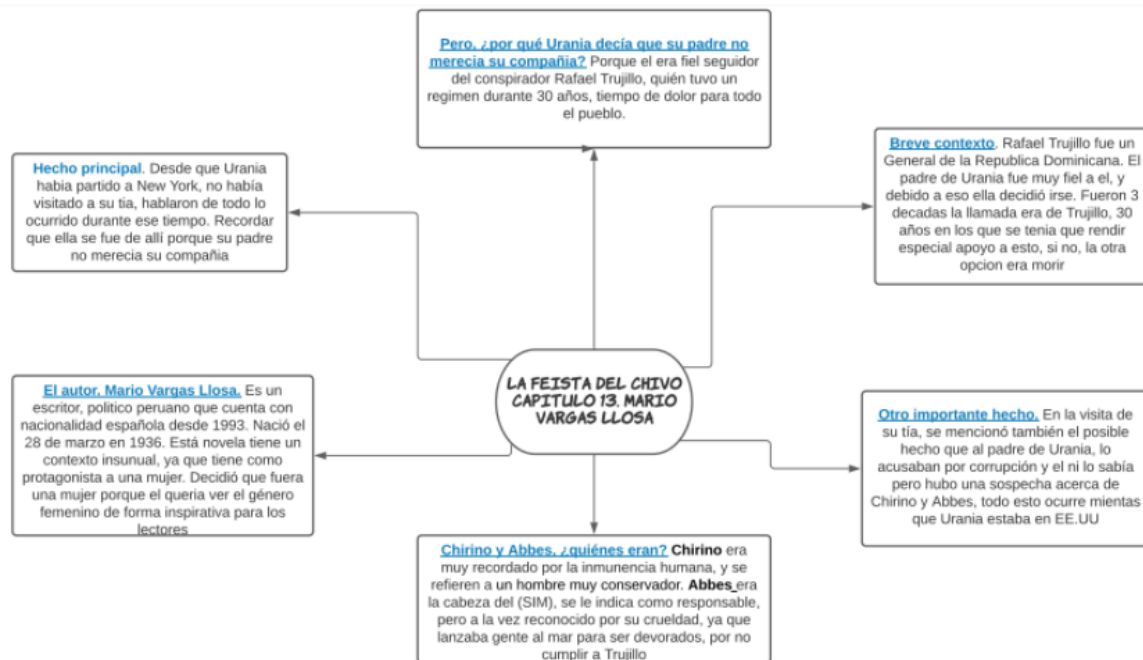 Pero, ¿por qué Urania decía que su padre no
merecia su compañia? Porque el era fiel seguidor
del conspirador Rafael Trujillo, quién tuvo un
regimen durante 30 años, tiempo de dolor para todo
el pueblo.
Hecho principal. Desde que Urania
habia partido a New York, no había
visitado a su tia, hablaron de todo lo
ocurrido durante ese tiempo. Recordar
que ella se fue de allí porque su padre
no merecia su compañia
Breve contexto. Rafael Trujillo fue un
General de la Republica Dominicana. El
padre de Urania fue muy fiel a el, y
debido a eso ella decidió irse. Fueron 3
decadas la llamada era de Trujillo, 30
años en los que se tenia que rendir
especial apoyo a esto, si no, la otra
opcion era morir
LA FEISTA DEL CHIVO
CAPITULO 13. MARIO
VARGAS LLOSA
El autor. Mario Vargas Llosa. Es un
escritor, politico peruano que cuenta con
nacionalidad española desde 1993. Nació el
28 de marzo en 1936. Está novela tiene un
contexto insunual, ya que tiene como
protagonista a una mujer. Decidió que fuera
una mujer porque el queria ver el género
femenino de forma inspirativa para los
lectores
Otro importante hecho. En la visita de
su tía, se mencionó también el posible
hecho que al padre de Urania, lo
acusaban por corrupción y el ni lo sabía
pero hubo una sospecha acerca de
Chirino y Abbes, todo esto ocurre mientas
que Urania estaba en EE.UU
Chirino y Abbes, ¿quiénes eran? Chirino era
muy recordado por la inmunencia humana, y se
refieren a un hombre muy conservador. Abbes era
la cabeza del (SIM), se le indica como responsable,
pero a la vez reconocido por su crueldad, ya que
lanzaba gente al mar para ser devorados, por no
cumplir a Trujillo